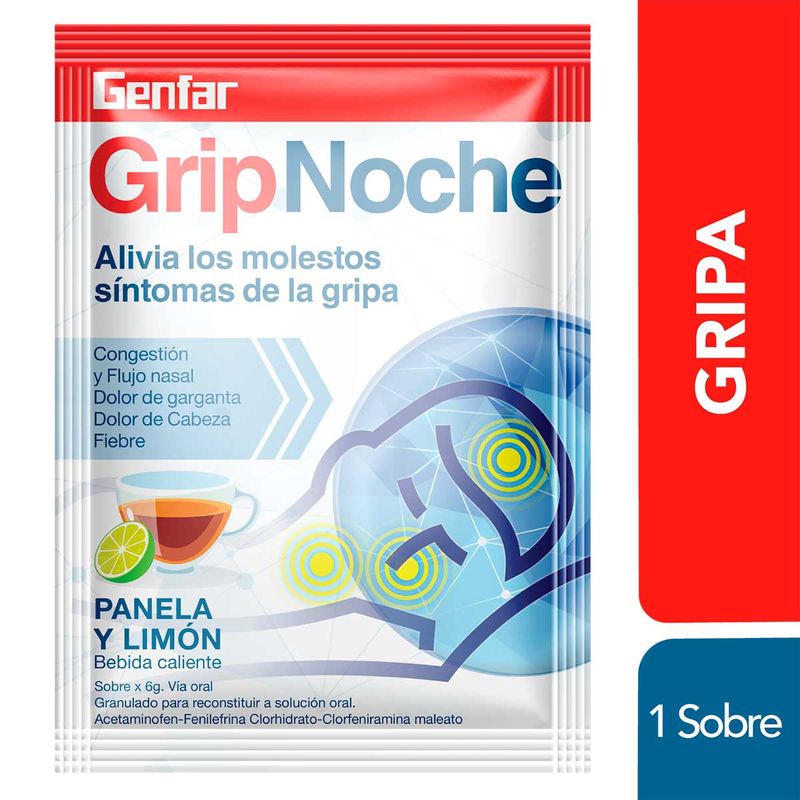 Genfar
GripNoche
Alivia los molestos
síntomas de la gripa
Congestión
y Flujo nasal
Dolor de garganta
Dolor de Cabeza
Fiebre
PANELA
Y LIMÓN
Bebida caliente
Sobre x 6g. Vía oral
Granulado para reconstituir a solución oral.
Acetaminofen-Fenilefrina Clorhidrato-Clorfeniramina maleato
GRIPA
1 Sobre